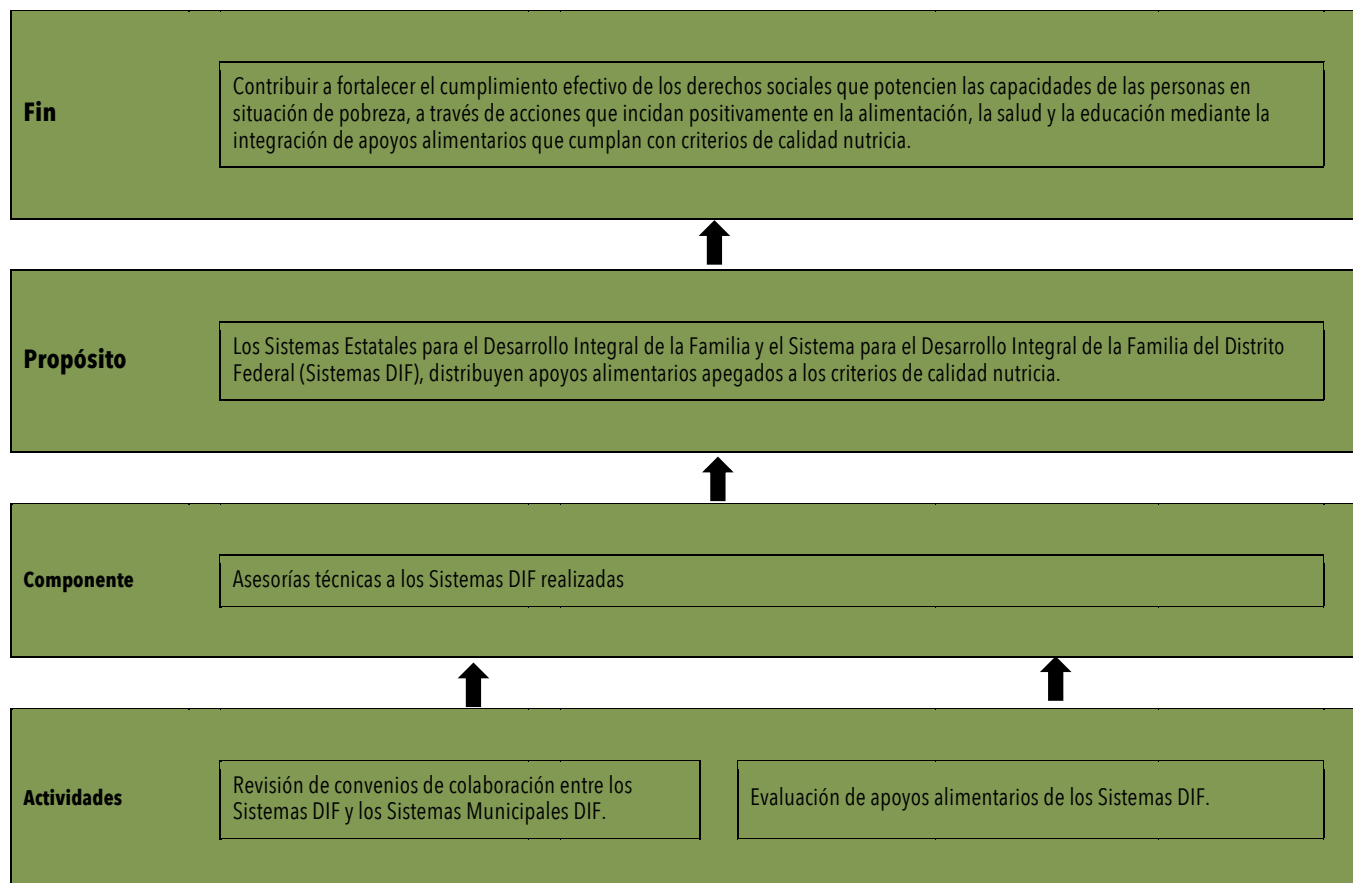 Fin
Contribuir a fortalecer el cumplimiento efectivo de los derechos sociales que potencien las capacidades de las personas en
situación de pobreza, a través de acciones que incidan positivamente en la alimentación, la salud y la educación mediante la
integración de apoyos alimentarios que cumplan con criterios de calidad nutricia.
Propósito
Los Sistemas Estatales para el Desarrollo Integral de la Familia y el Sistema para el Desarrollo Integral de la Familia del Distrito
Federal (Sistemas DIF), distribuyen apoyos alimentarios apegados a los criterios de calidad nutricia.
Componente
Asesorías técnicas a los Sistemas DIF realizadas
Actividades
Revisión de convenios de colaboración entre los
Sistemas DIF y los Sistemas Municipales DIF.
Evaluación de apoyos alimentarios de los Sistemas DIF.